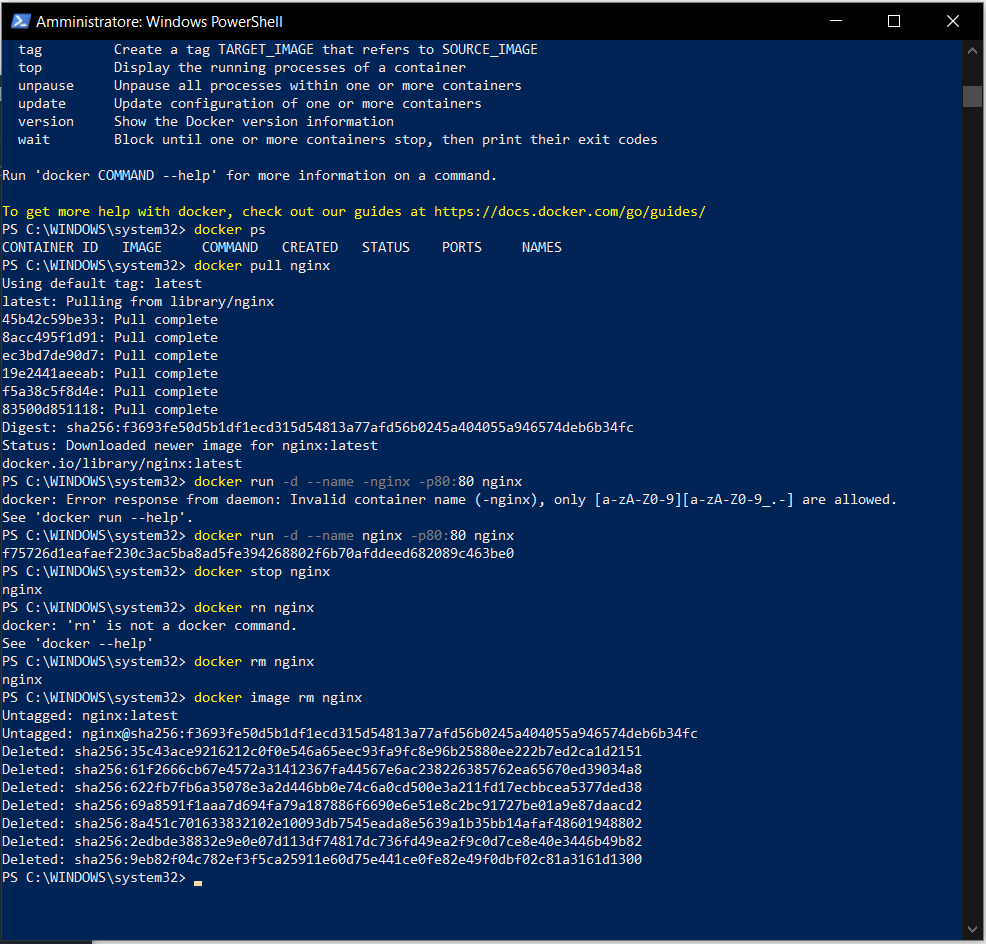 Amministratore: Windows PowerShell
tag         Create a tag TARGET_IMAGE that refers to SOURCE_IMAGE
top         Display the running processes of a container
unpause     Unpause all processes within one or more containers
update      Update configuration of one or more containers
version     Show the Docker version information
wait        Block until one or more containers stop, then print their exit codes
Run 'docker COMMAND --help' for more information on a command.
To get more help with docker, check out our guides at https://docs.docker.com/go/guides/
PS C:\WINDOWS\system32> docker ps
CONTAINER ID   IMAGE     COMMAND   CREATED   STATUS    PORTS     NAMES
PS C:\WINDOWS\system32> docker pull nginx
Using default tag: latest
latest: Pulling from library/nginx
45b42c59be33: Pull complete
8acc495f1d91: Pull complete
ec3bd7de90d7: Pull complete
19e2441aeeab: Pull complete
f5a38c5f8d4e: Pull complete
83500d851118: Pull complete
Digest: sha256:f3693fe50d5b1df1ecd315d54813a77afd56b0245a404055a946574deb6b34fc
Status: Downloaded newer image for nginx:latest
docker.io/library/nginx:latest
PS C:\WINDOWS\system32> docker run -d --name -nginx -p80:80 nginx
docker: Error response from daemon: Invalid container name (-nginx), only [a-zA-Z0-9][a-zA-Z0-9_.-] are allowed.
See 'docker run --help'.
PS C:\WINDOWS\system32> docker run -d --name nginx -p80:80 nginx
f75726d1eafaef230c3ac5ba8ad5fe394268802f6b70afddeed682089c463be0
PS C:\WINDOWS\system32> docker stop nginx
nginx
PS C:\WINDOWS\system32> docker rn nginx
docker: 'rn' is not a docker command.
See 'docker --help'
PS C:\WINDOWS\system32> docker rm nginx
nginx
PS C:\WINDOWS\system32> docker image rm nginx
Untagged: nginx:latest
Untagged: nginx@sha256:f3693fe50d5b1df1ecd315d54813a77afd56b0245a404055a946574deb6b34fc
Deleted: sha256:35c43ace9216212c0f0e546a65eec93fa9fc8e96b25880ee222b7ed2ca1d2151
Deleted: sha256:61f2666cb67e4572a31412367fa44567e6ac238226385762ea65670ed39034a8
Deleted: sha256:622fb7fb6a35078e3a2d446bb0e74c6a0cd500e3a211fd17ecbbcea5377ded38
Deleted: sha256:69a8591f1aaa7d694fa79a187886f6690e6e51e8c2bc91727be01a9e87daacd2
Deleted: sha256:8a451c701633832102e10093db7545eada8e5639a1b35bb14afaf48601948802
Deleted: sha256:2edbde38832e9e0e07d113df74817dc736fd49ea2f9c0d7ce8e40e3446b49b82
Deleted: sha256:9eb82f04c782ef3f5ca25911e60d75e441ce0fe82e49f0dbf02c81a3161d1300
PS C:\WINDOWS\system32>